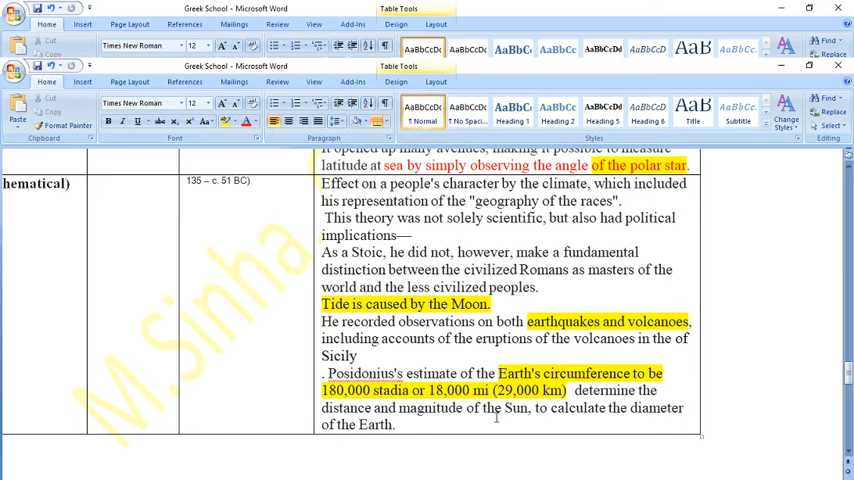 Greek School - Microsoft Word
Table Tools
Home Insert Page Layout References Mailings Review View Add-Ins Design Layout
Cut
Times New Roman 12
AaBbCcDc AaBbCcDd AaBbC AaBbCc AaBbCcDd AaBbCcD AaB AaBbCc.
Find
Greek School - Microsoft Word
Table Tools
Home Insert Page Layout References Mailings Review View Add-Ins Design Layout
Cut
Copy
Format Painter
Paste
Clipboard
Times New Roman 12
Font
Paragraph
AaBbCcDc AaBbCcDd AaBbC AaBbCc AaBbCcDd AaBbCcD AaB AaBbCc.
¶ Normal ¶ No Spaci... Heading 1 Heading 2 Heading 5 Heading 6 Title Subtitle
Change
Styles
Styles
Find
Replace
Select
Editing
It opened up many avenues, making it possible to measure
latitude at sea by simply observing the angle of the polar star.
hematical)
135 – c. 51 BC)
Effect on a people's character by the climate, which included
his representation of the "geography of the races".
This theory was not solely scientific, but also had political
implications—
As a Stoic, he did not, however, make a fundamental
distinction between the civilized Romans as masters of the
world and the less civilized peoples.
Tide is caused by the Moon.
He recorded observations on both earthquakes and volcanoes,
including accounts of the eruptions of the volcanoes in the of
Sicily
. Posidonius's estimate of the Earth's circumference to be
180,000 stadia or 18,000 mi (29,000 km) determine the
distance and magnitude of the Sun, to calculate the diameter
of the Earth.
M.Sinha.